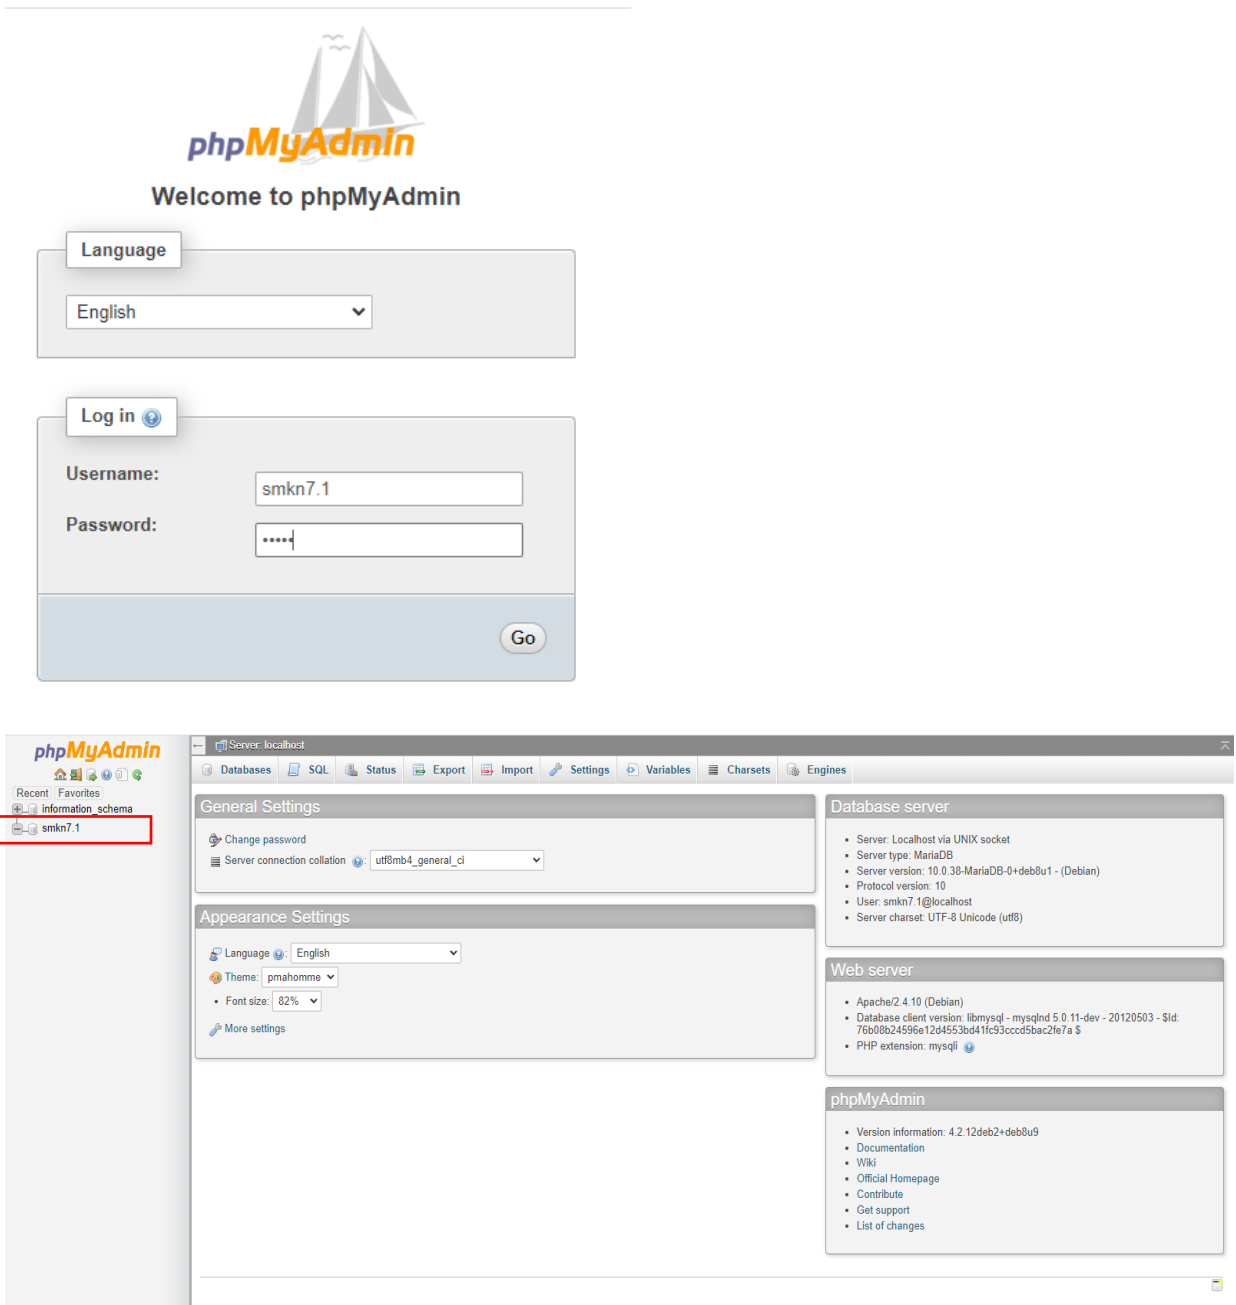 phpMyAdmin
Welcome to phpMyAdmin
Language
English
Log in
Username:
smkn7.1
Password:
•••••
Go
phpMyAdmin
Recent Favorites
information_schema
smkn7.1
Server: localhost
Databases SQL Status Export Import Settings Variables Charsets Engines
General Settings
Change password
Server connection collation : utf8mb4_general_ci
Appearance Settings
Language : English
Theme: pmahomme
• Font size: 82%
More settings
Database server
• Server: Localhost via UNIX socket
• Server type: MariaDB
• Server version: 10.0.38-MariaDB-0+deb8u1 - (Debian)
• Protocol version: 10
• User: smkn7.1@localhost
• Server charset: UTF-8 Unicode (utf8)
Web server
• Apache/2.4.10 (Debian)
• Database client version: libmysql - mysqlnd 5.0.11-dev - 20120503 - $Id:
76b08b24596e12d4553bd41fc93cccd5bac2fe7a $
• PHP extension: mysqli
phpMyAdmin
• Version information: 4.2.12deb2+deb8u9
• Documentation
• Wiki
• Official Homepage
• Contribute
• Get support
• List of changes